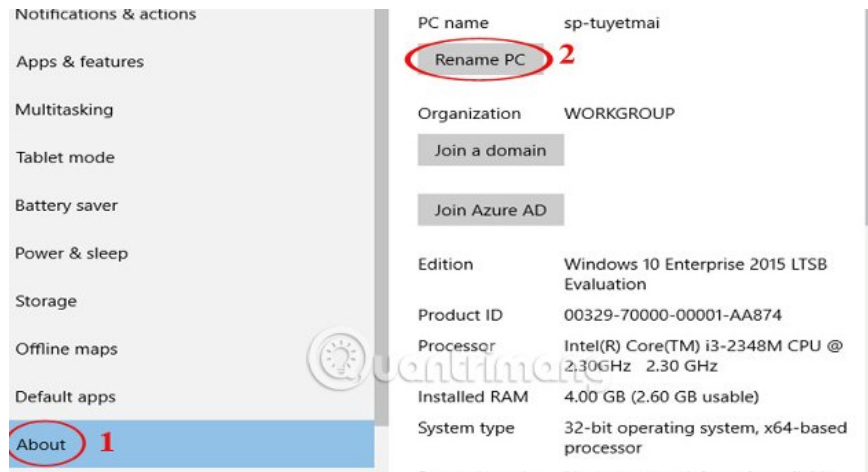 Notifications & actions
Apps & features
Multitasking
Tablet mode
Battery saver
Power & sleep
Storage
Offline maps
Default apps
About 1
PC name sp-tuyetmai
Rename PC 2
Organization WORKGROUP
Join a domain
Join Azure AD
Edition Windows 10 Enterprise 2015 LTSB
Evaluation
Product ID 00329-70000-00001-AA874
Processor Intel(R) Core(TM) i3-2348M CPU @
2.30GHz 2.30 GHz
Installed RAM 4.00 GB (2.60 GB usable)
System type 32-bit operating system, x64-based
processor
Quantrimang